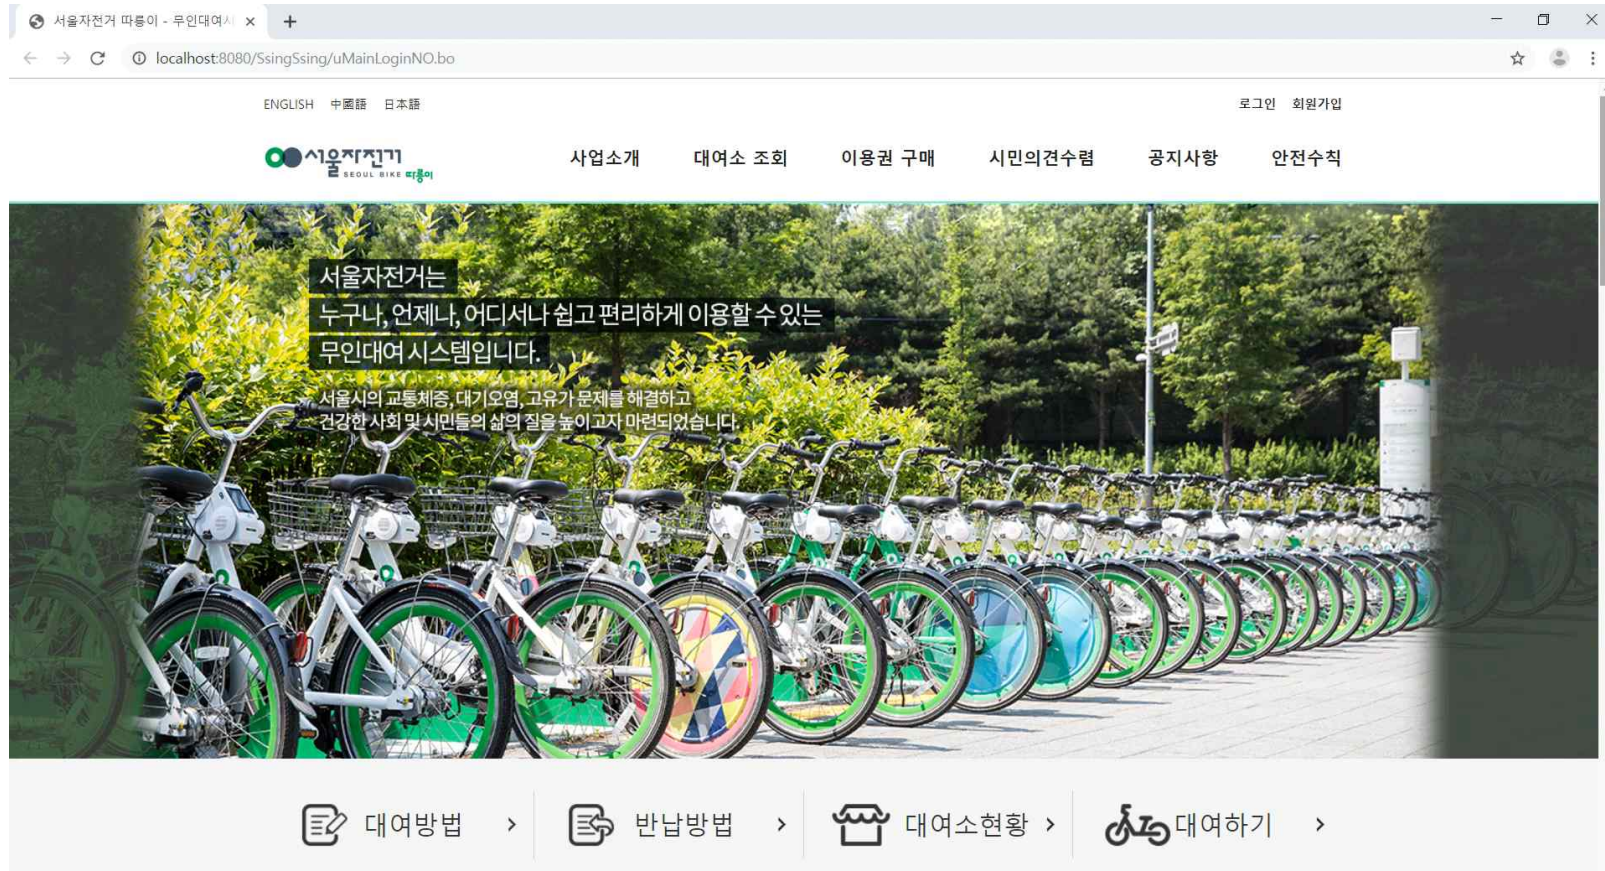 서울자전거 따릉이 - 무인대여시
localhost:8080/SsingSsing/uMainLoginNO.bo
ENGLISH 中國語 日本語
로그인 회원가입
서울자전거
SEOUL BIKE 따릉이
사업소개 대여소 조회 이용권 구매 시민의견수렴 공지사항 안전수칙
서울자전거는
누구나, 언제나, 어디서나 쉽고 편리하게 이용할 수 있는
무인대여 시스템입니다.
서울시의 교통체증, 대기오염, 고유가 문제를 해결하고
건강한 사회 및 시민들의 삶의 질을 높이고자 마련되었습니다.
대여방법 반납방법 대여소현황 대여하기